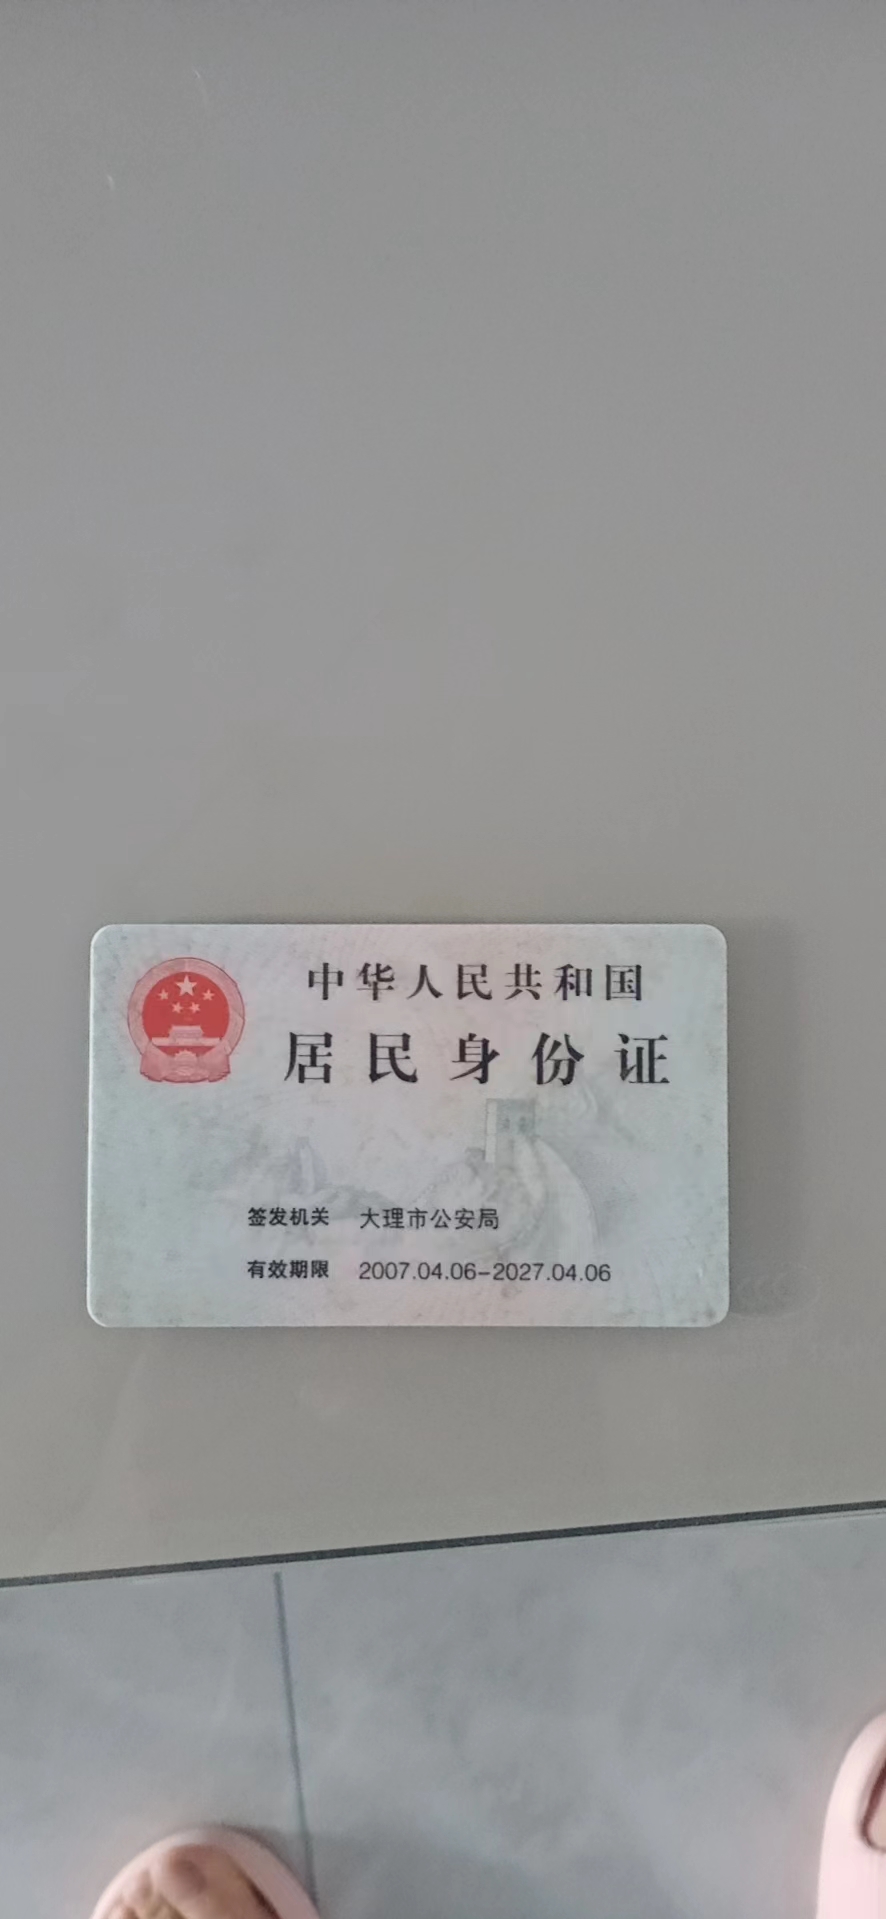 中华人民共和国
居民身份证
签发机关 大理市公安局
有效期限 2007.04.06-2027.04.06